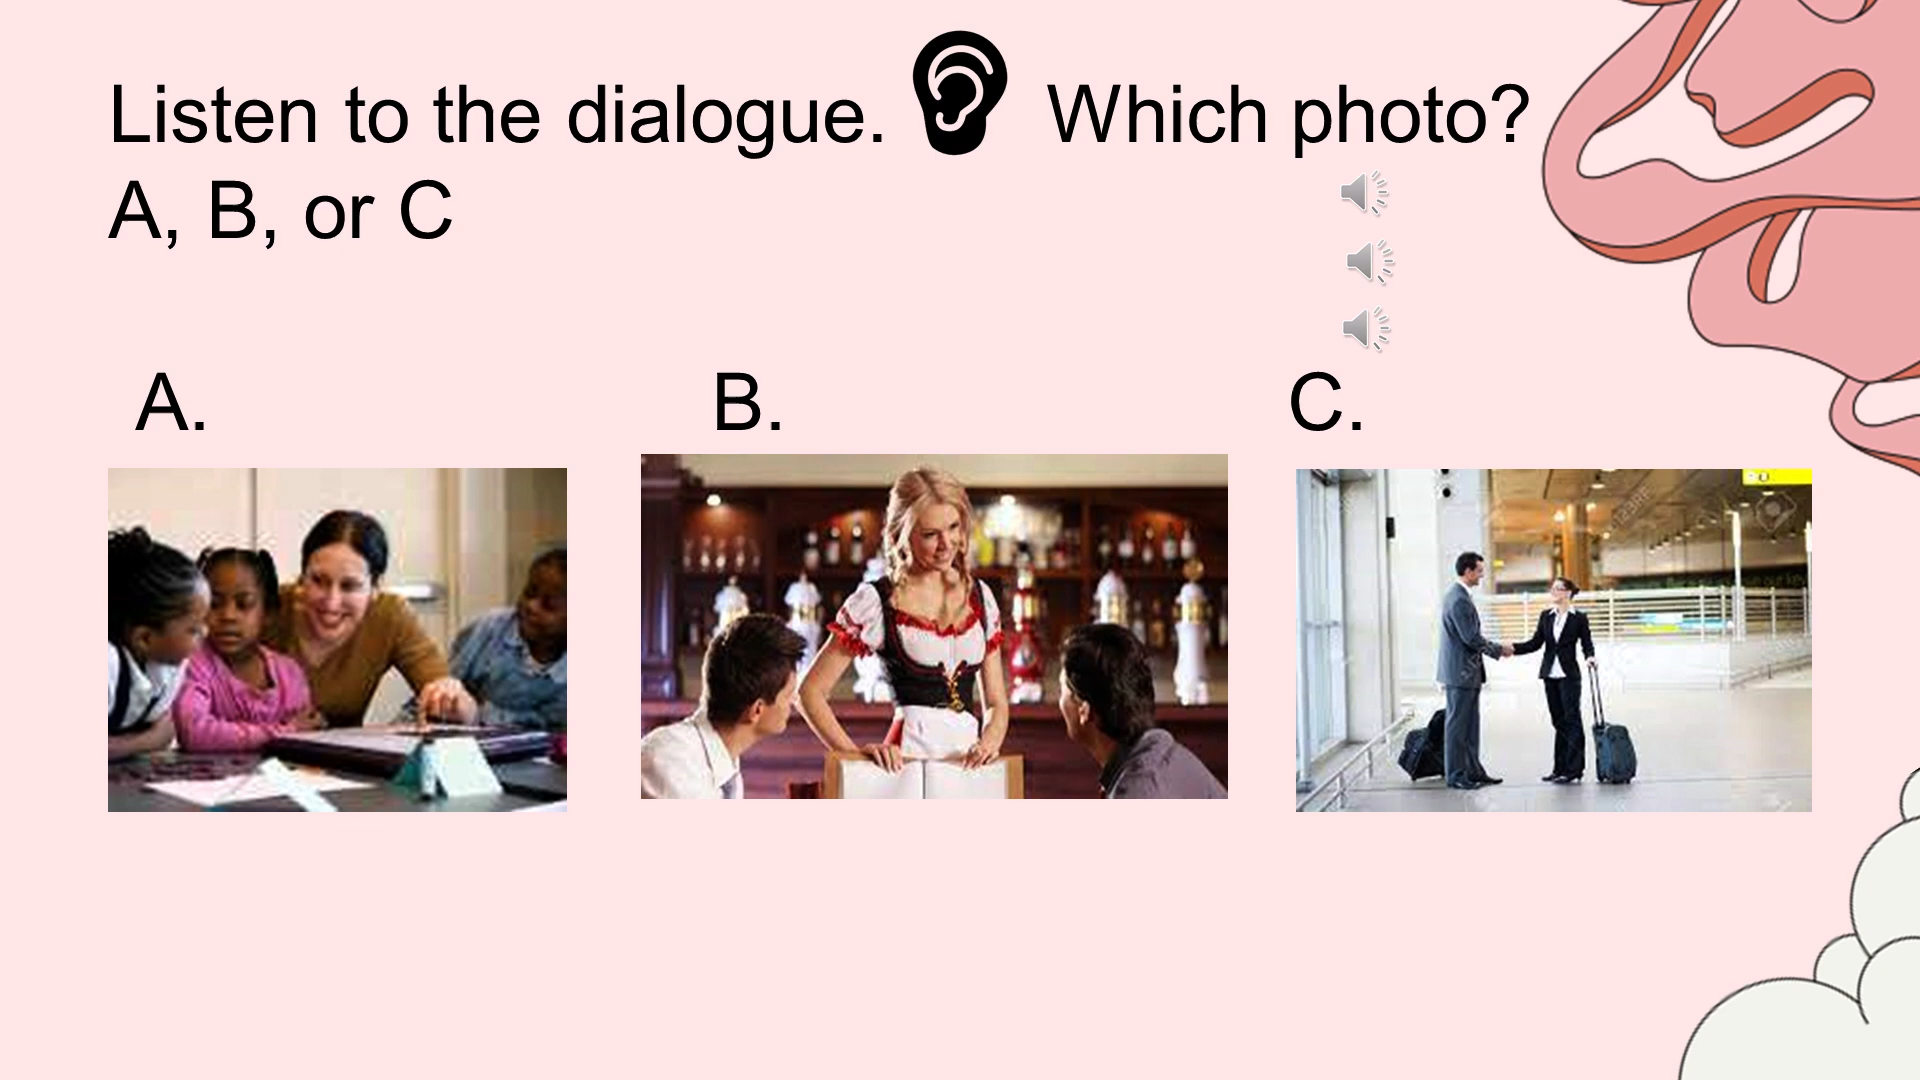 Listen to the dialogue. Which photo?
A, B, or C
A. B. C.